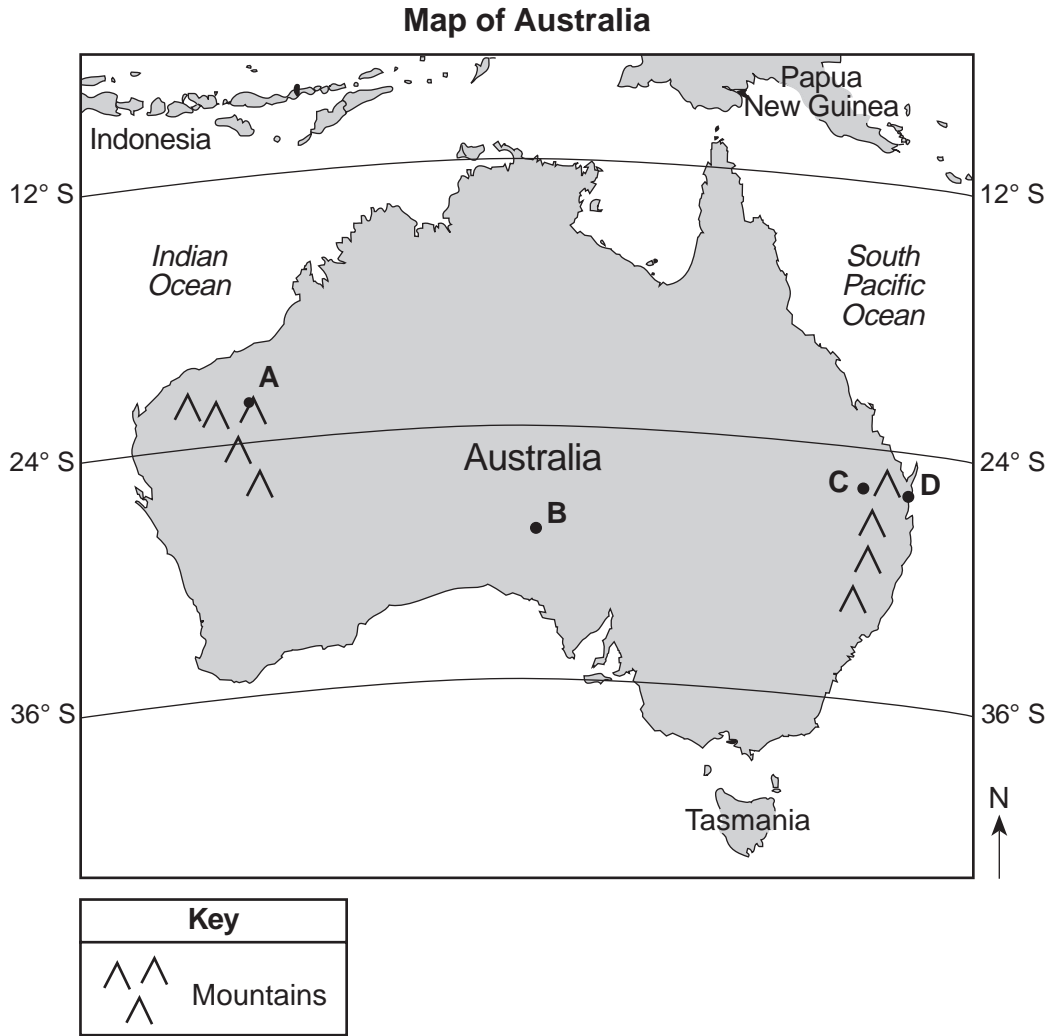 Map of Australia
Papua
New Guinea
Indonesia
12° S
12° S
Indian
Ocean
South
Pacific
Ocean
A
24° S
24° S
Australia
C
D
B
36° S
36° S
N
Tasmania
Key
Mountains